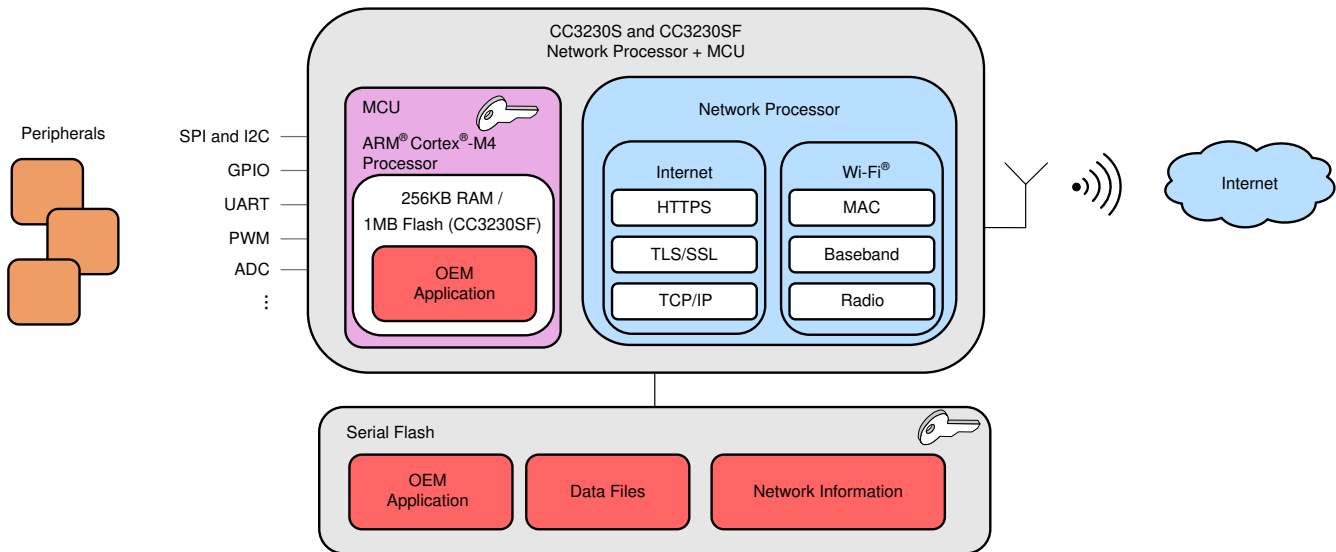 CC3230S and CC3230SF
Network Processor + MCU
Peripherals
SPI and I2C
GPIO
UART
PWM
ADC
⋮
MCU
ARM® Cortex®-M4
Processor
256KB RAM /
1MB Flash (CC3230SF)
OEM
Application
Network Processor
Internet
HTTPS
TLS/SSL
TCP/IP
Wi-Fi®
MAC
Baseband
Radio
Internet
Serial Flash
OEM
Application
Data Files
Network Information